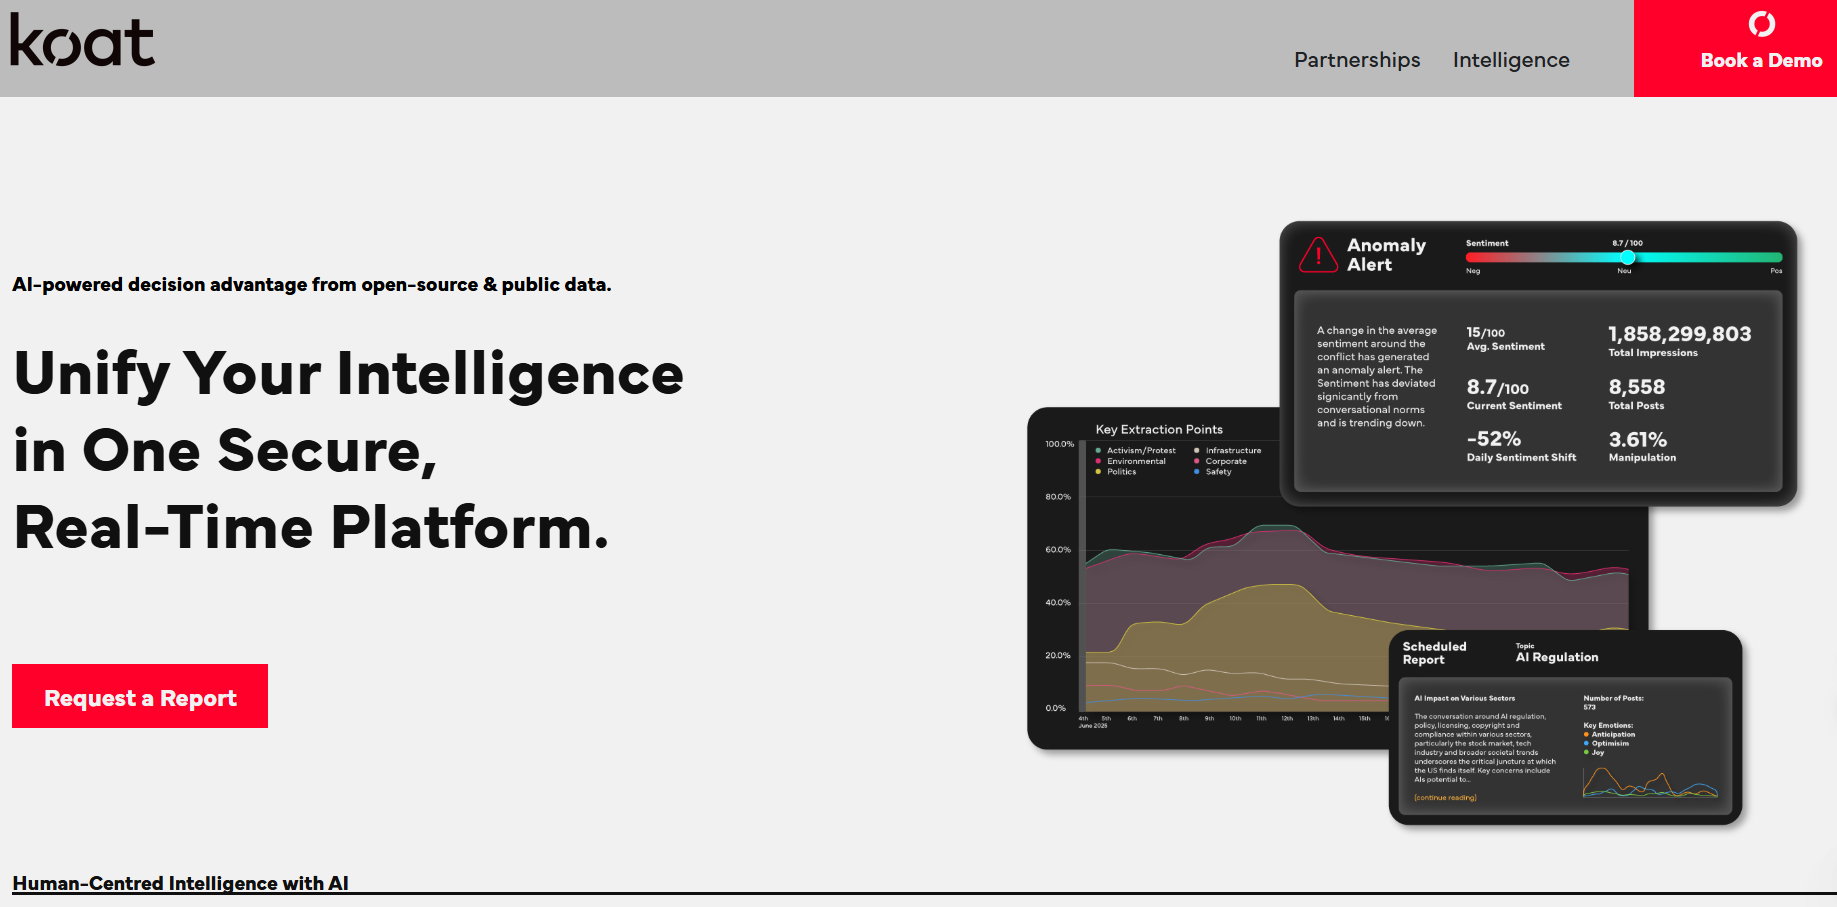 koat
Partnerships
Intelligence
Book a Demo
AI-powered decision advantage from open-source & public data.
Unify Your Intelligence
in One Secure,
Real-Time Platform.
Request a Report
Anomaly
Alert
Sentiment
8.7 / 100
Neg
Neu
Pos
A change in the average
sentiment around the
conflict has generated
an anomaly alert. The
Sentiment has deviated
signicantly from
conversational norms
and is trending down.
15/100
Avg. Sentiment
1,858,299,803
Total Impressions
8.7/100
Current Sentiment
8,558
Total Posts
-52%
Daily Sentiment Shift
3.61%
Manipulation
Key Extraction Points
Activism/Protest
Infrastructure
Environmental
Corporate
Politics
Safety
100.0%
80.0%
60.0%
40.0%
20.0%
0.0%
4th 5th 6th 7th 8th 9th 10th 11th 12th 13th 14th 15th
June 2025
Scheduled
Report
Topic
AI Regulation
AI Impact on Various Sectors
The conversation around AI regulation,
policy, licensing, copyright and
compliance within various sectors,
particularly the stock market, tech
industry and broader societal trends
underscores the critical juncture at which
the US finds itself. Key concerns include
AIs potential to...
(continue reading)
Number of Posts:
573
Key Emotions:
Anticipation
Optimisim
Joy
Human-Centred Intelligence with AI